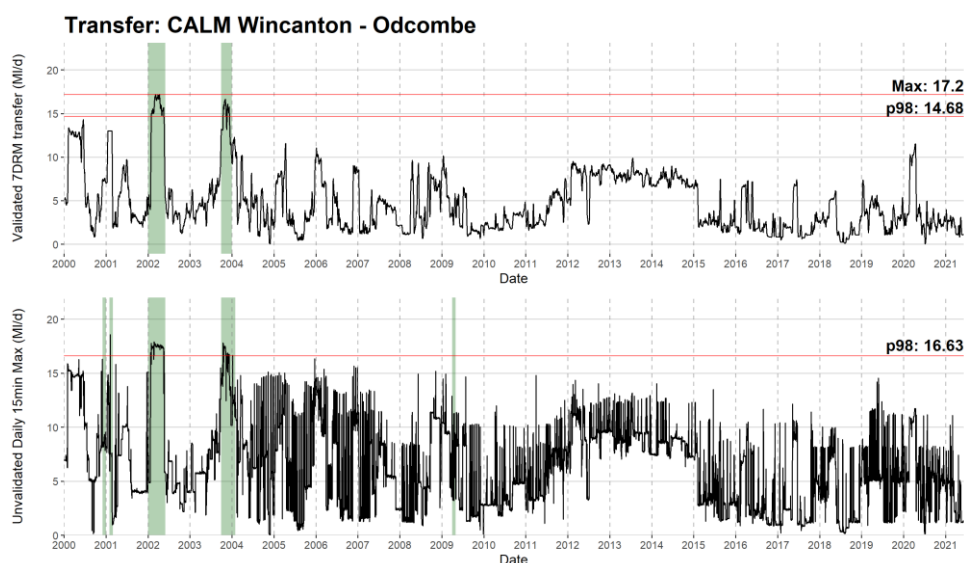 Transfer: CALM Wincanton - Odcombe
Validated 7DRM transfer (Ml/d)
20
15
10
5
0
Max: 17.2
p98: 14.68
2000 2001 2002 2003 2004 2005 2006 2007 2008 2009 2010 2011 2012 2013 2014 2015 2016 2017 2018 2019 2020 2021
Date
Unvalidated Daily 15min Max (Ml/d)
20
15
10
5
0
p98: 16.63
2000 2001 2002 2003 2004 2005 2006 2007 2008 2009 2010 2011 2012 2013 2014 2015 2016 2017 2018 2019 2020 2021
Date